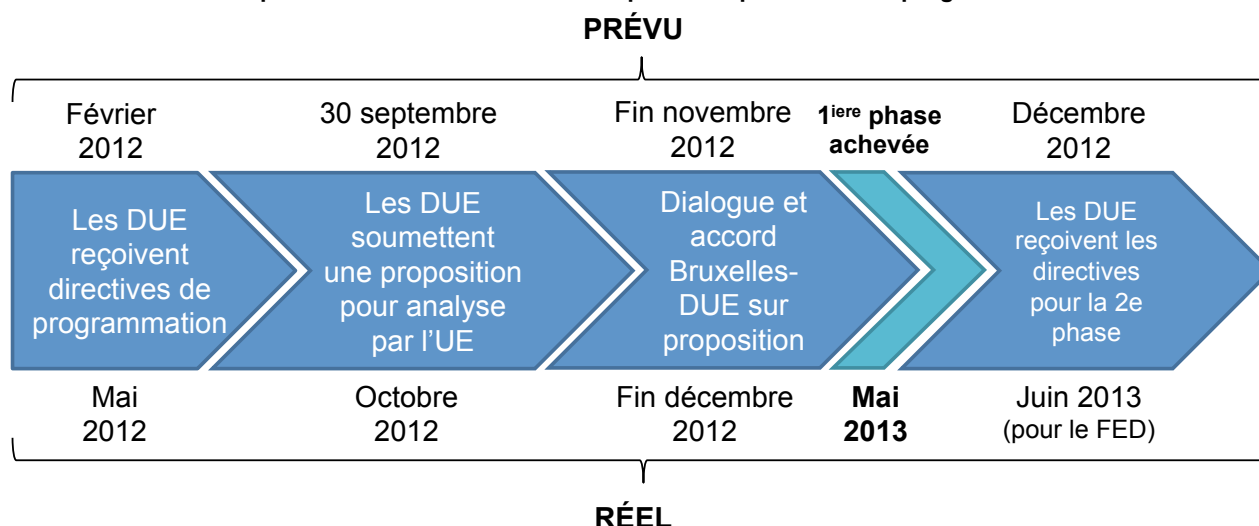 PRÉVU
Février
2012
30 septembre
2012
Fin novembre
2012
1iere phase
achevée
Décembre
2012
Les DUE
reçoivent
directives de
programmation
Les DUE
soumettent
une proposition
pour analyse
par l’UE
Dialogue et
accord
Bruxelles-
DUE sur
proposition
Les DUE
reçoivent les
directives
pour la 2e
phase
Mai
2012
Octobre
2012
Fin décembre
2012
Mai
2013
Juin 2013
(pour le FED)
RÉEL